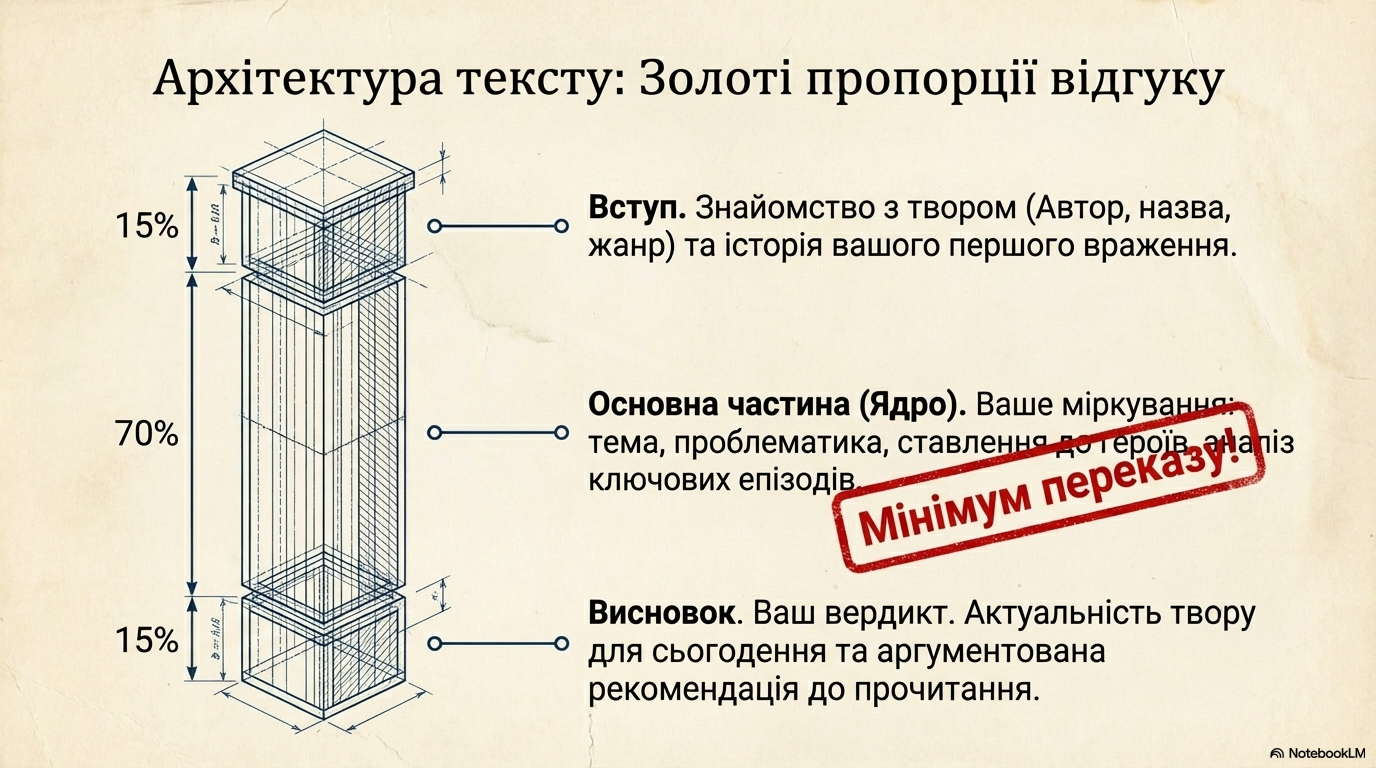 Архітектура тексту: Золоті пропорції відгуку
15%
Вступ. Знайомство з твором (Автор, назва,
жанр) та історія вашого першого враження.
70%
Основна частина (Ядро). Ваше міркування:
тема, проблематика, ставлення до героїв, аналіз
ключових епізодів.
Мінімум переказу!
15%
Висновок. Ваш вердикт. Актуальність твору
для сьогодення та аргументована
рекомендація до прочитання.
NotebookLM